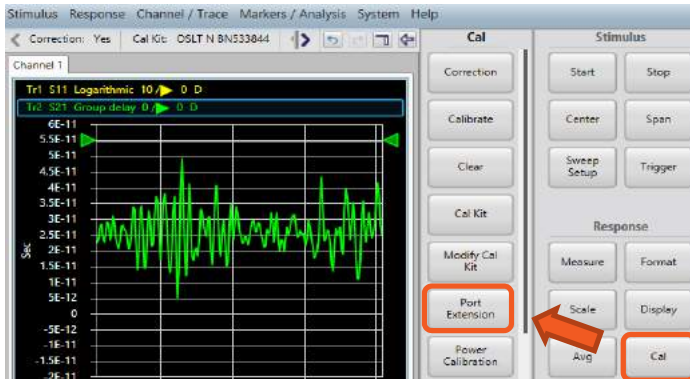 Stimulus Response Channel / Trace Markers / Analysis System Help
Correction: Yes Cal Kit: OSLT N BN533844
Channel 1
Tr1 S11 Logarithmic 10 / 0 D
Tr2 S21 Group delay 0 / 0 D
6E-11
5.5E-11
5E-11
4.5E-11
4E-11
3.5E-11
3E-11
2.5E-11
2E-11
1.5E-11
1E-11
5E-12
0
-5E-12
-1E-11
-1.5E-11
-2E-11
Sec
Cal
Correction
Calibrate
Clear
Cal Kit
Modify Cal
Kit
Port
Extension
Power
Calibration
Stimulus
Start Stop
Center Span
Sweep
Setup
Trigger
Response
Measure Format
Scale Display
Avg Cal